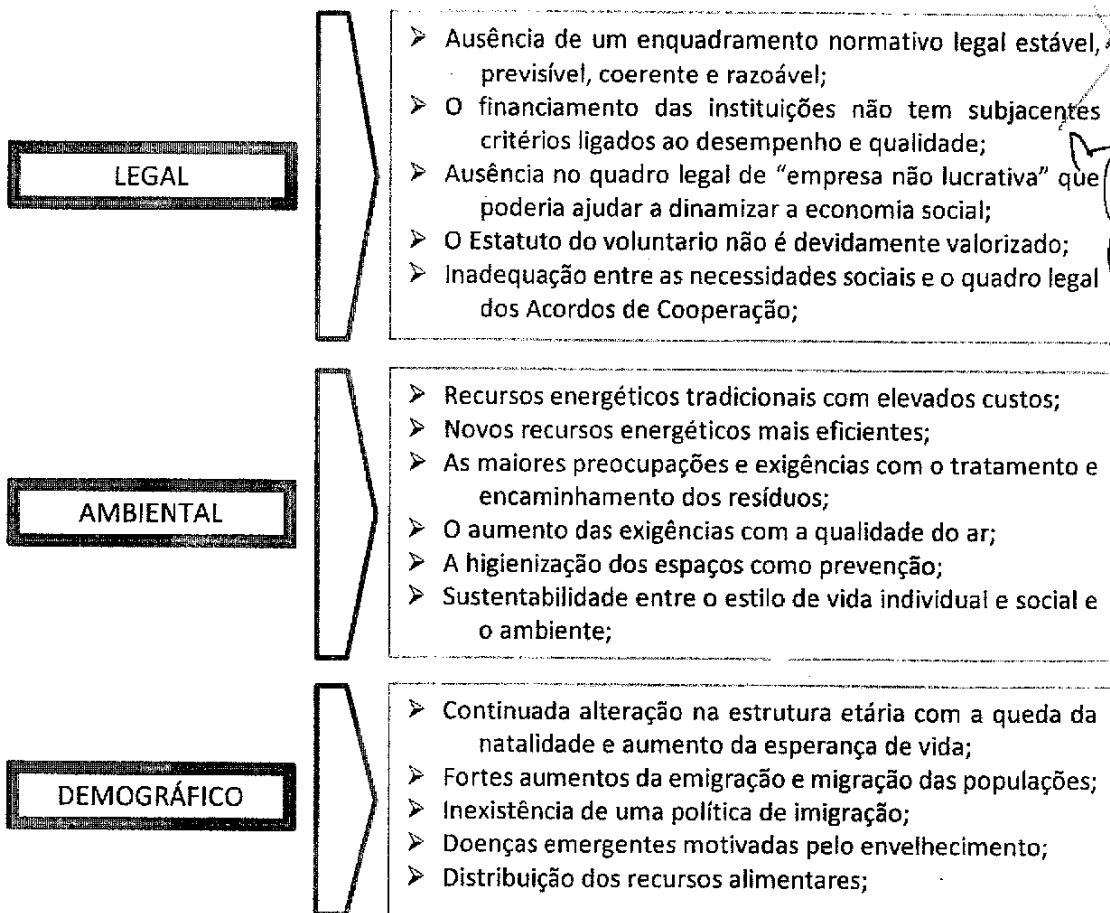 LEGAL
➢ Ausência de um enquadramento normativo legal estável,
previsível, coerente e razoável;
➢ O financiamento das instituições não tem subjacentes
critérios ligados ao desempenho e qualidade;
➢ Ausência no quadro legal de “empresa não lucrativa” que
poderia ajudar a dinamizar a economia social;
➢ O Estatuto do voluntario não é devidamente valorizado;
➢ Inadequação entre as necessidades sociais e o quadro legal
dos Acordos de Cooperação;
AMBIENTAL
➢ Recursos energéticos tradicionais com elevados custos;
➢ Novos recursos energéticos mais eficientes;
➢ As maiores preocupações e exigências com o tratamento e
encaminhamento dos resíduos;
➢ O aumento das exigências com a qualidade do ar;
➢ A higienização dos espaços como prevenção;
➢ Sustentabilidade entre o estilo de vida individual e social e
o ambiente;
DEMOGRÁFICO
➢ Continuada alteração na estrutura etária com a queda da
natalidade e aumento da esperança de vida;
➢ Fortes aumentos da emigração e migração das populações;
➢ Inexistência de uma política de imigração;
➢ Doenças emergentes motivadas pelo envelhecimento;
➢ Distribuição dos recursos alimentares;